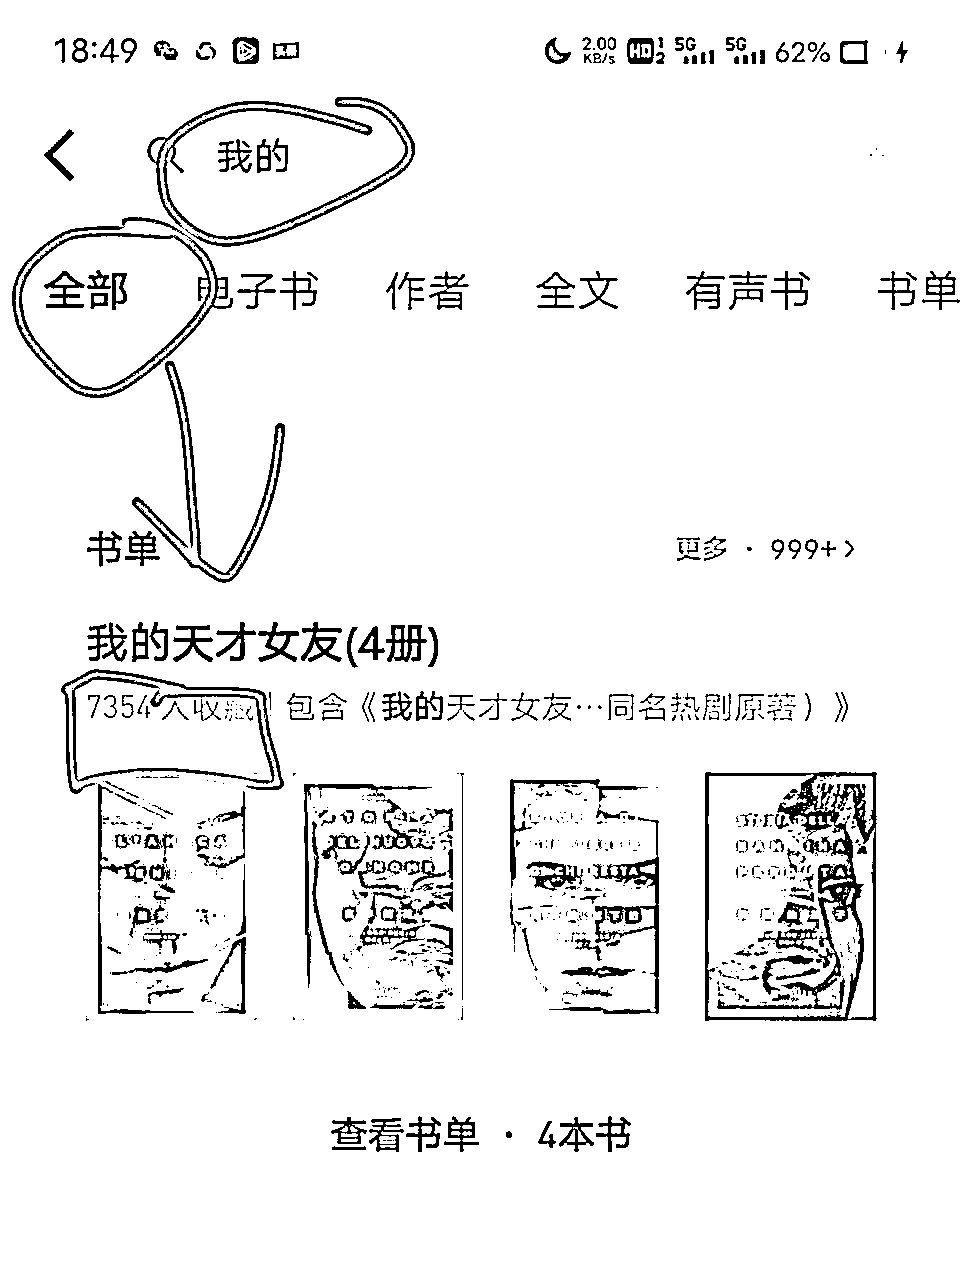 18:49 2.00 KB/s HD 1 2 5G 5G 62%
我的
全部 电子书 作者 全文 有声书 书单
书单 更多 · 999+
我的天才女友(4册)
7354人收藏 | 包含《我的天才女友…同名热剧原著）》
查看书单 · 4本书